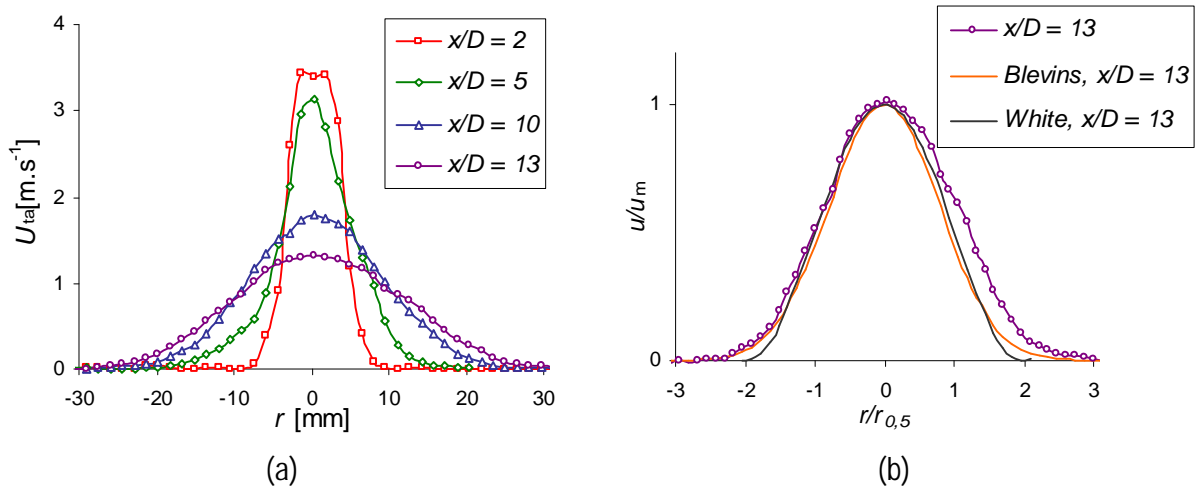 4
3
2
1
0
-30
-20
-10
0
10
20
30
U_ta[m.s⁻¹]
r [mm]
x/D = 2
x/D = 5
x/D = 10
x/D = 13
(a)
1
0
-3
-2
-1
0
1
2
3
u/u_m
r/r_0,5
x/D = 13
Blevins, x/D = 13
White, x/D = 13
(b)